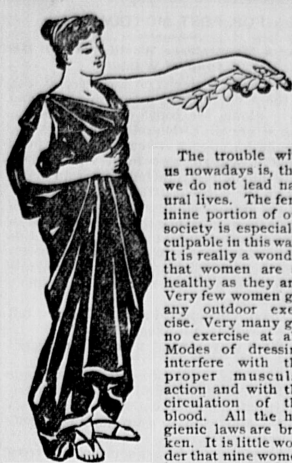 The trouble wi
us nowadays is, th
we do not lead na
ural lives. The fem
inine portion of ou
society is especial
culpable in this wa
It is really a wond
that women are
healthy as they ar
Very few women g
any outdoor exe
cise. Very many g
no exercise at a
Modes of dressin
interfere with th
proper muscul
action and with th
circulation of th
blood. All the h
gienic laws are br
ken. It is little wo
der that nine wome